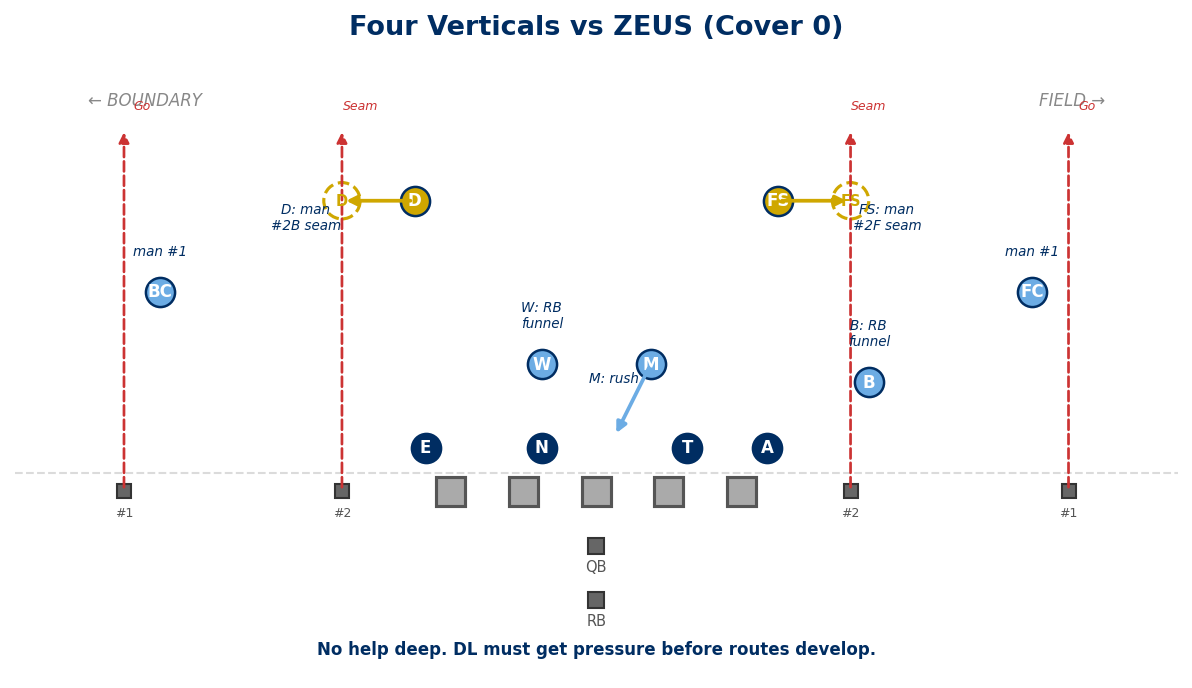 Four Verticals vs ZEUS (Cover 0)
← BOUNDARY
FIELD →
Go
Seam
Seam
Go
D
D
FS
FS
D: man
#2B seam
FS: man
#2F seam
man #1
man #1
BC
FC
W: RB
funnel
B: RB
funnel
W
M
M: rush
B
E
N
T
A
#1
#2
#2
#1
QB
RB
No help deep. DL must get pressure before routes develop.